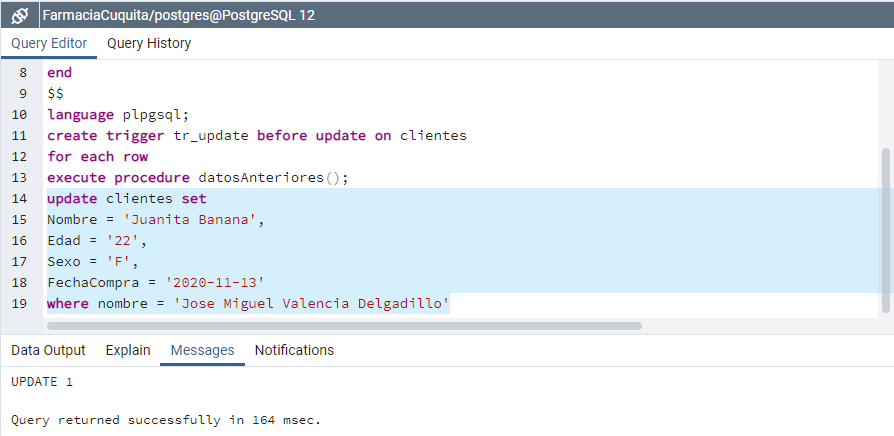 FarmaciaCuquita/postgres@PostgreSQL 12
Query Editor Query History
8 end
9 $$
10 language plpgsql;
11 create trigger tr_update before update on clientes
12 for each row
13 execute procedure datosAnteriores();
14 update clientes set
15 Nombre = 'Juanita Banana',
16 Edad = '22',
17 Sexo = 'F',
18 FechaCompra = '2020-11-13'
19 where nombre = 'Jose Miguel Valencia Delgadillo'
Data Output Explain Messages Notifications
UPDATE 1
Query returned successfully in 164 msec.